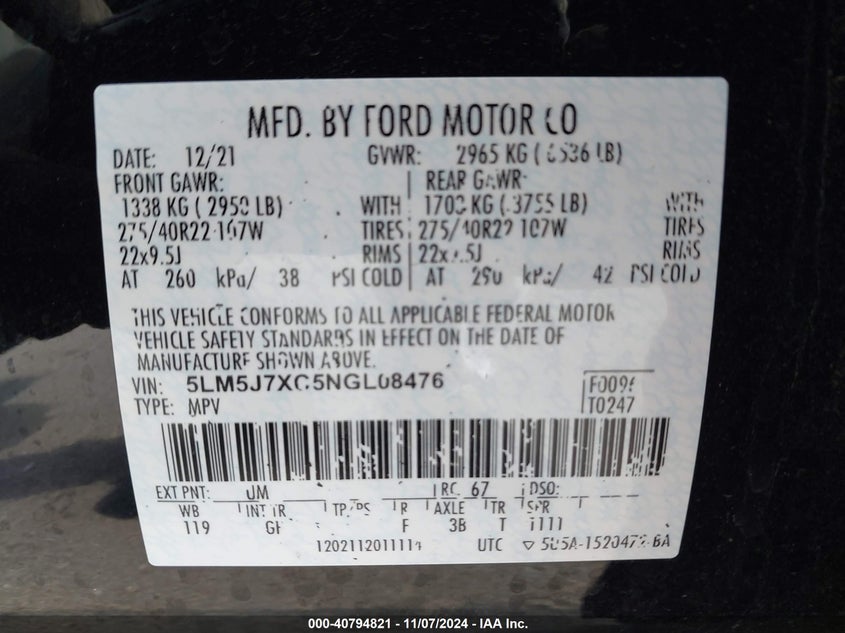 MFD. BY FORD MOTOR CO
DATE: 12/21 GVWR: 2965 KG ( 6536 LB)
FRONT GAWR: REAR GAWR:
1338 KG ( 2950 LB) WITH 1703 KG ( 3755 LB) WITH
275/40R22 107W TIRES 275/40R22 107W TIRES
22x9.5J RIMS 22x9.5J RIMS
AT 260 kPa/ 38 PSI COLD AT 290 kPa/ 42 PSI COLD
THIS VEHICLE CONFORMS TO ALL APPLICABLE FEDERAL MOTOR
VEHICLE SAFETY STANDARDS IN EFFECT ON THE DATE OF
MANUFACTURE SHOWN ABOVE.
VIN: 5LM5J7XC5NGL08476
TYPE: MPV
T0247
EXT PNT: UM RC: 67 DSO:
WB INT TR TP/PS R AXLE TR SPR
119 F 3B T
UTC
000-40794821 - 11/07/2024 - IAA Inc.